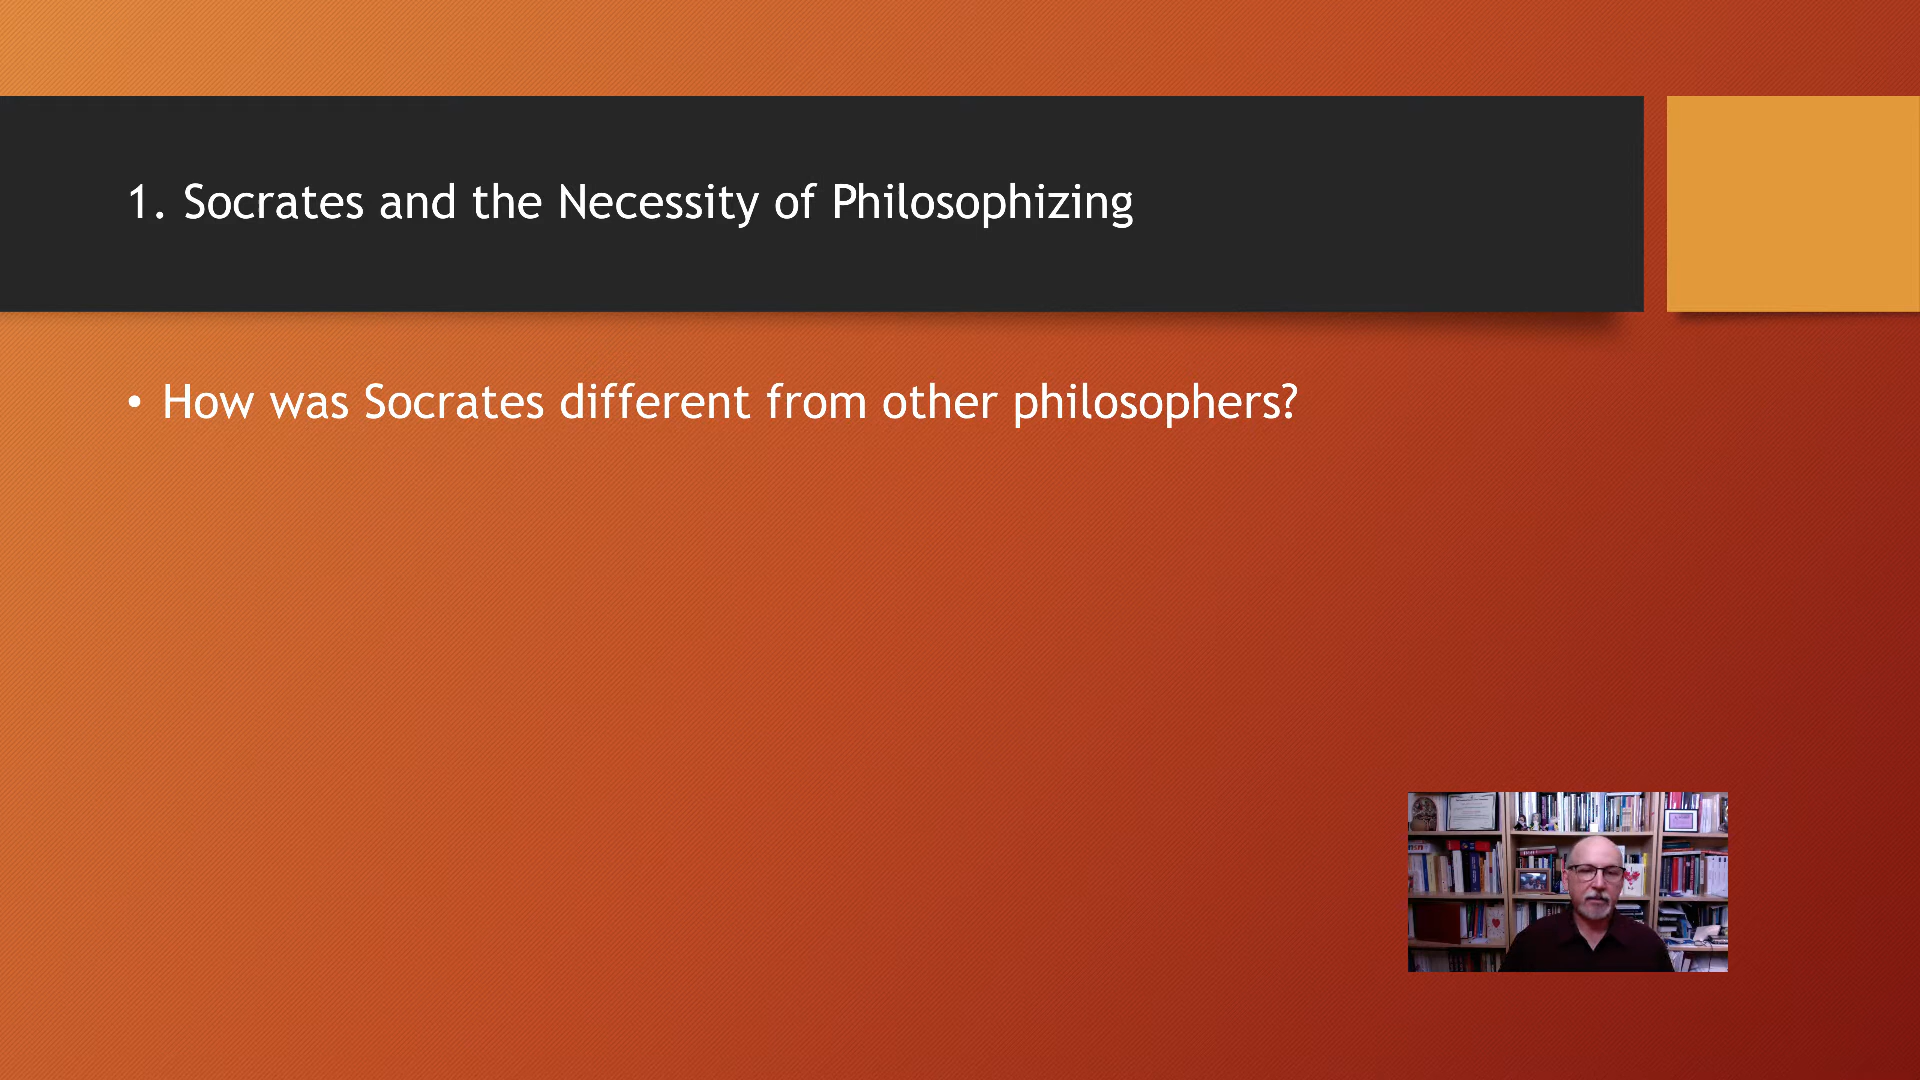 1. Socrates and the Necessity of Philosophizing
• How was Socrates different from other philosophers?